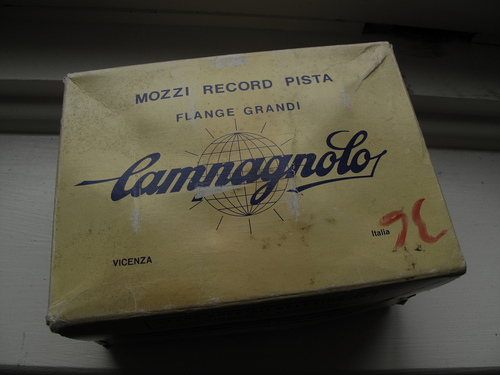 MOZZI RECORD PISTA
FLANGE GRANDI
Campagnolo
Italia
VICENZA